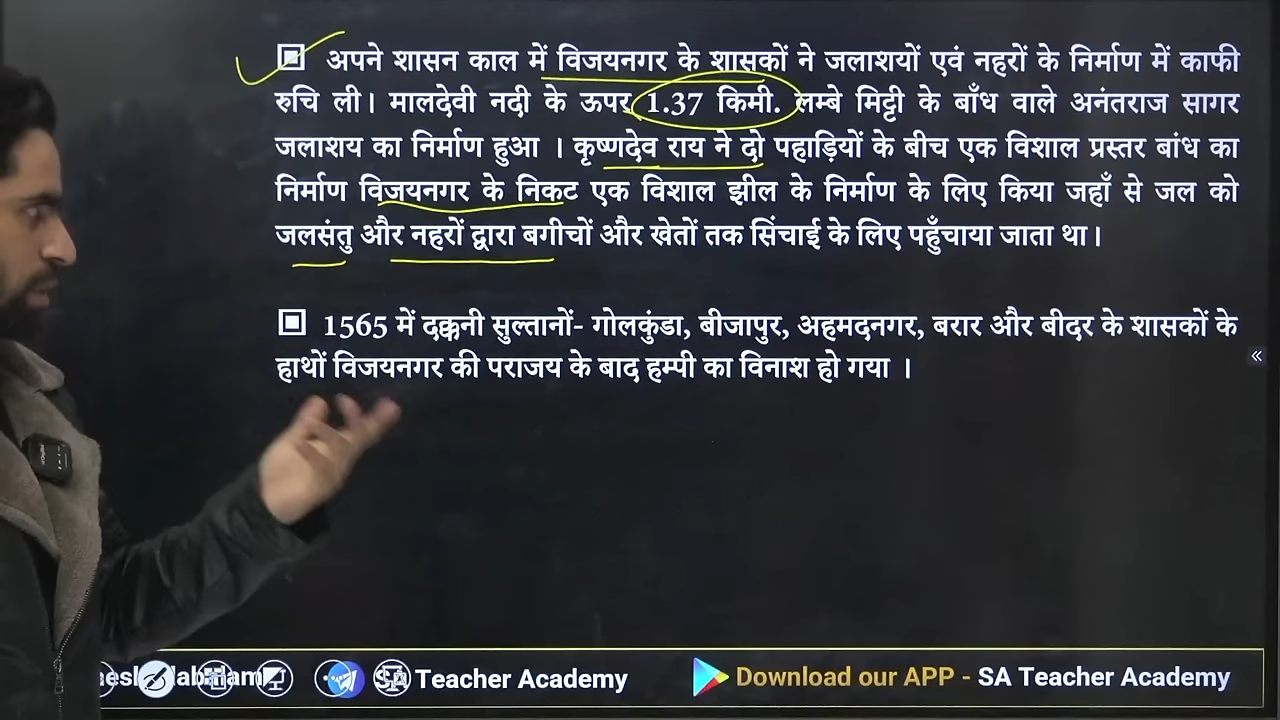 अपने शासन काल में विजयनगर के शासकों ने जलाशयों एवं नहरों के निर्माण में काफी
रुचि ली। मालदेवी नदी के ऊपर 1.37 किमी. लम्बे मिट्टी के बाँध वाले अनंतराज सागर
जलाशय का निर्माण हुआ । कृष्णदेव राय ने दो पहाड़ियों के बीच एक विशाल प्रस्तर बांध का
निर्माण विजयनगर के निकट एक विशाल झील के निर्माण के लिए किया जहाँ से जल को
जलसंतु और नहरों द्वारा बगीचों और खेतों तक सिंचाई के लिए पहुँचाया जाता था।
1565 में दक्कनी सुल्तानों- गोलकुंडा, बीजापुर, अहमदनगर, बरार और बीदर के शासकों के
हाथों विजयनगर की पराजय के बाद हम्पी का विनाश हो गया ।
Teacher Academy
Download our APP - SA Teacher Academy